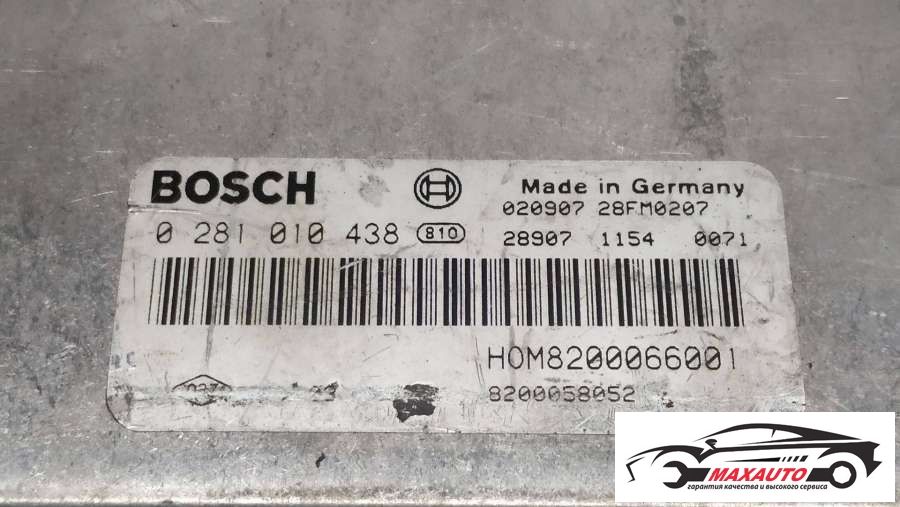 BOSCH
Made in Germany
020907 28FM0207
0 281 010 438 810
28907 1154 0071
HOM8200066001
8200058052
MAXAUTO
гарантия качества и высокого сервиса